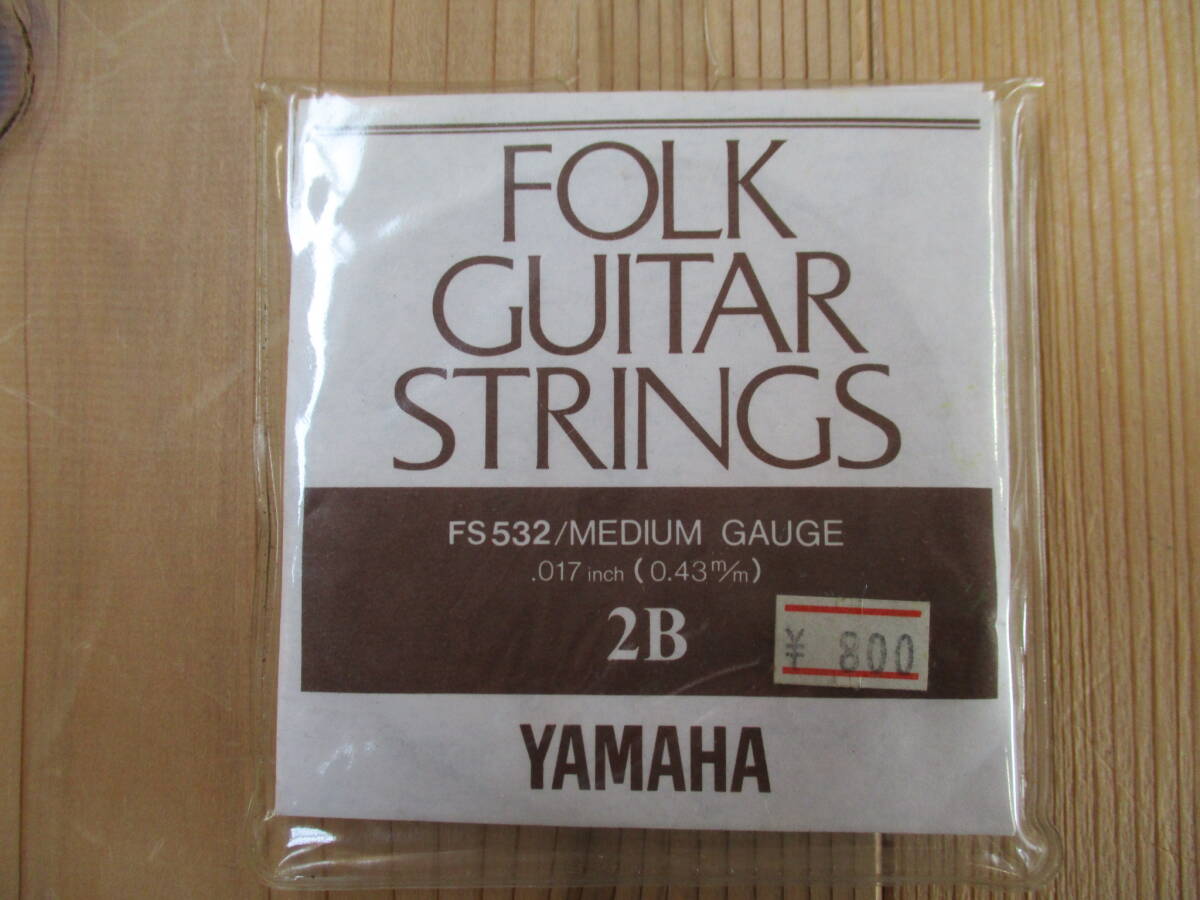 FOLK
GUITAR
STRINGS
FS532/MEDIUM GAUGE
.017 inch (0.43m/m)
2B
¥ 800
YAMAHA